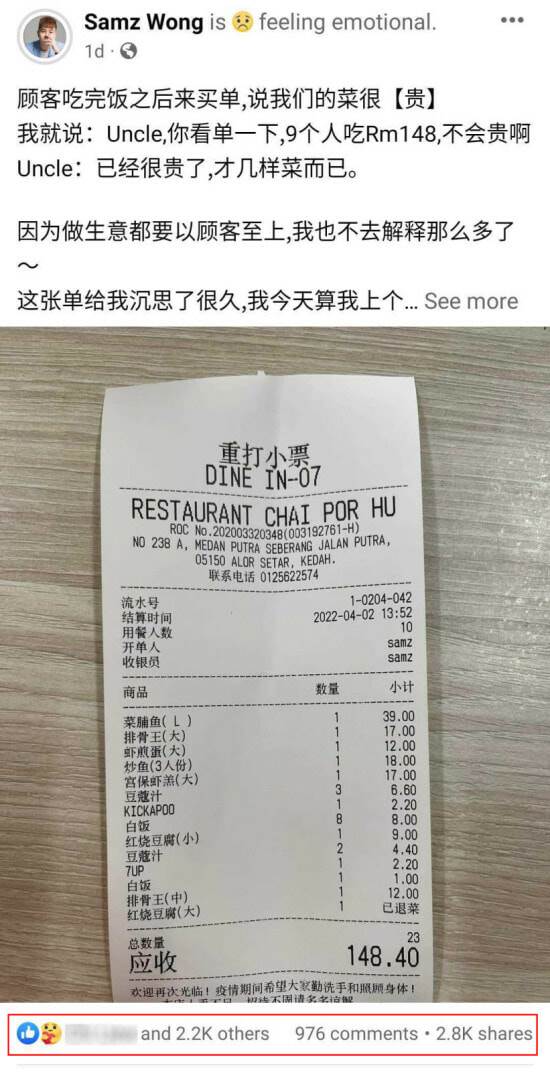 Samz Wong is 😟 feeling emotional.
1d
顾客吃完饭之后来买单,说我们的菜很【贵】
我就说：Uncle,你看单一下,9个人吃Rm148,不会贵啊
Uncle：已经很贵了,才几样菜而已。
因为做生意都要以顾客至上,我也不去解释那么多了
～
这张单给我沉思了很久,我今天算我上个... See more
重打小票
DINE IN-07
RESTAURANT CHAI POR HU
ROC No.202003320348(003192761-H)
NO 238 A, MEDAN PUTRA SEBERANG JALAN PUTRA,
05150 ALOR SETAR, KEDAH.
联系电话 0125622574
流水号 1-0204-042
结算时间 2022-04-02 13:52
用餐人数 10
开单人 samz
收银员 samz
商品 数量 小计
菜脯鱼( L ) 1 39.00
排骨王(大) 1 17.00
虾煎蛋(大) 1 12.00
炒鱼(3人份) 1 18.00
宫保虾羔(大) 1 17.00
豆蔻汁 3 6.60
KICKAPOO 1 2.20
白饭 8 8.00
红烧豆腐(小) 1 9.00
豆蔻汁 2 4.40
7UP 1 2.20
白饭 1 1.00
排骨王(中) 1 12.00
红烧豆腐(大) 1 已退菜
总数量 23
应收 148.40
欢迎再次光临！疫情期间希望大家勤洗手和照顾身体！
招待不周请多多谅解
and 2.2K others 976 comments • 2.8K shares